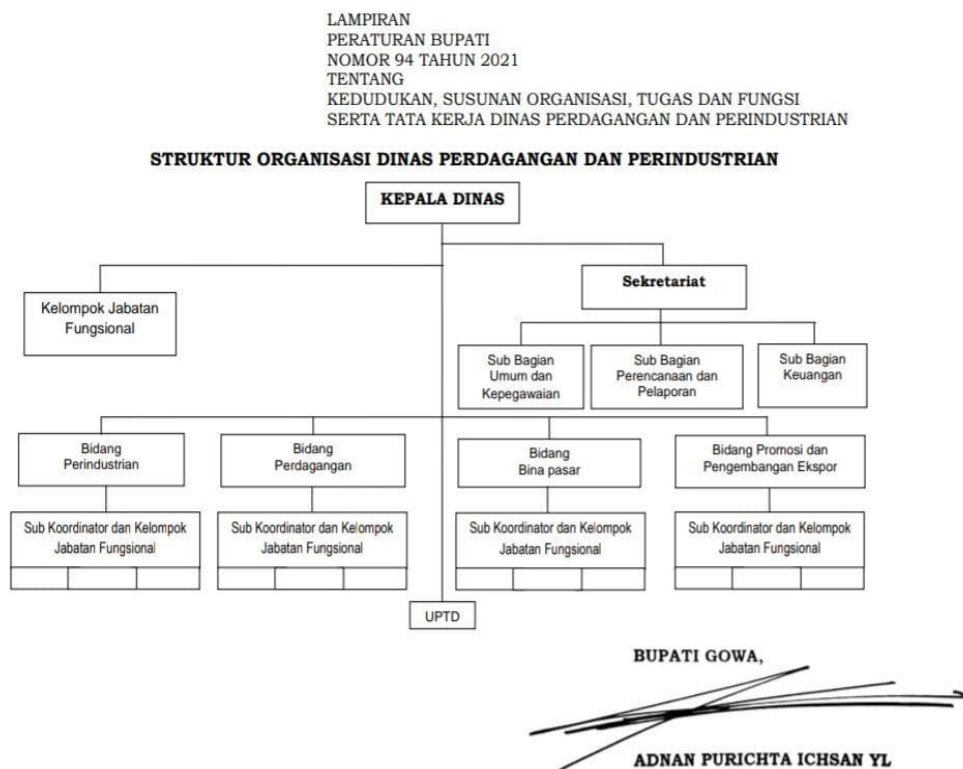 LAMPIRAN
PERATURAN BUPATI
NOMOR 94 TAHUN 2021
TENTANG
KEDUDUKAN, SUSUNAN ORGANISASI, TUGAS DAN FUNGSI
SERTA TATA KERJA DINAS PERDAGANGAN DAN PERINDUSTRIAN
STRUKTUR ORGANISASI DINAS PERDAGANGAN DAN PERINDUSTRIAN
KEPALA DINAS
Kelompok Jabatan
Fungsional
Sekretariat
Sub Bagian
Umum dan
Kepegawaian
Sub Bagian
Perencanaan dan
Pelaporan
Sub Bagian
Keuangan
Bidang
Perindustrian
Bidang
Perdagangan
Bidang
Bina pasar
Bidang Promosi dan
Pengembangan Ekspor
Sub Koordinator dan Kelompok
Jabatan Fungsional
Sub Koordinator dan Kelompok
Jabatan Fungsional
Sub Koordinator dan Kelompok
Jabatan Fungsional
Sub Koordinator dan Kelompok
Jabatan Fungsional
UPTD
BUPATI GOWA,
ADNAN PURICHTA ICHSAN YL